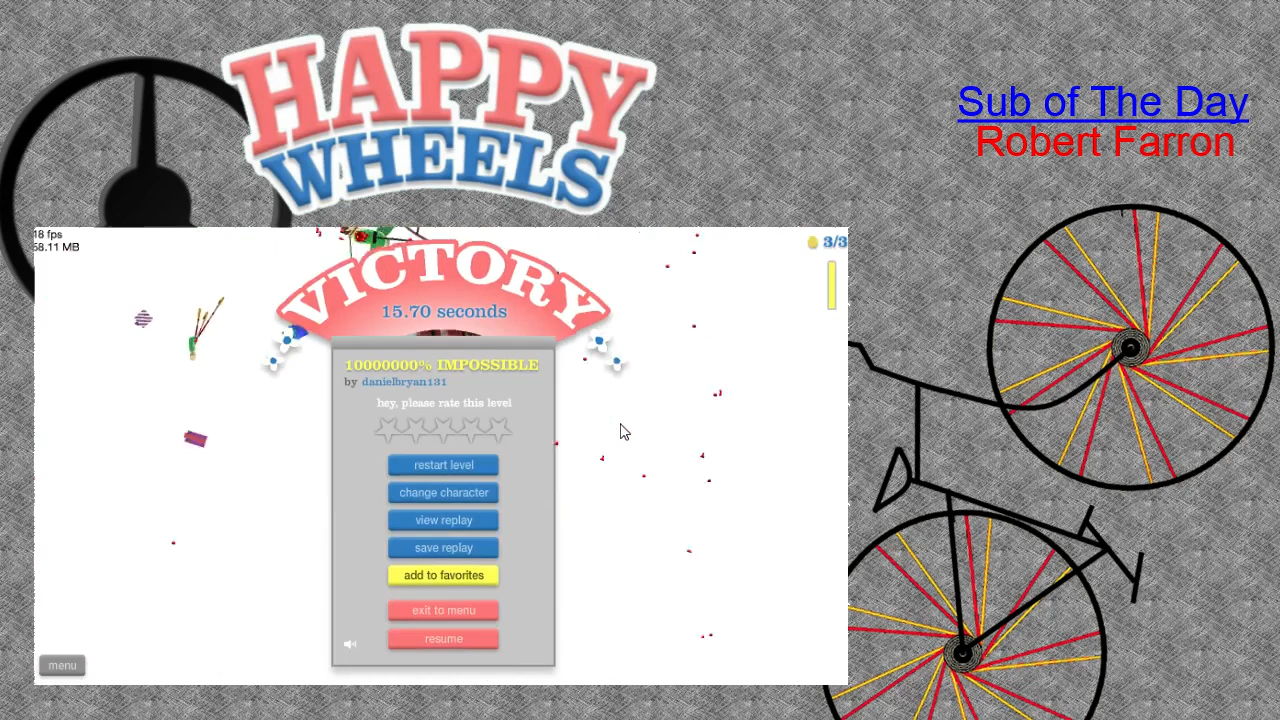 HAPPY
WHEELS
Sub of The Day
Robert Farron
18 fps
58.11 MB
3/3
VICTORY
15.70 seconds
10000000% IMPOSSIBLE
by danielbryan131
hey, please rate this level
restart level
change character
view replay
save replay
add to favorites
exit to menu
resume
menu